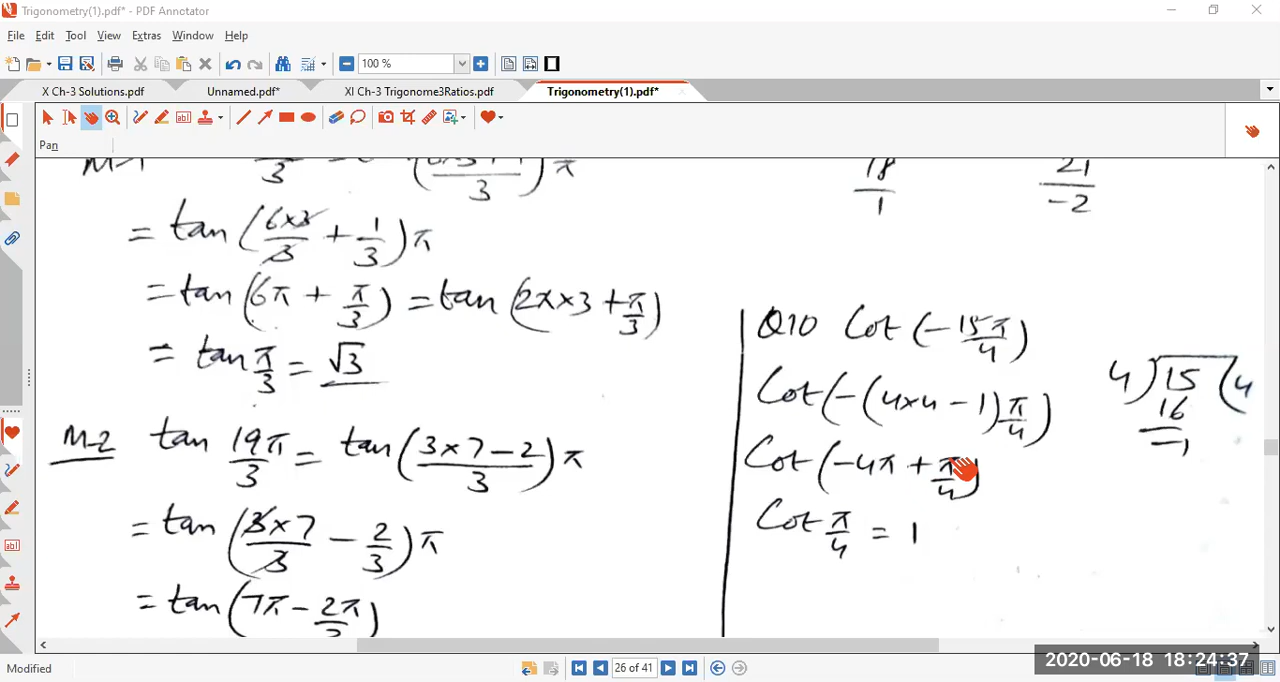 Trigonometry(1).pdf* - PDF Annotator
File Edit Tool View Extras Window Help
100 %
X Ch-3 Solutions.pdf Unnamed.pdf* XI Ch-3 Trigonome3Ratios.pdf Trigonometry(1).pdf*
Pan
M-1
3
3 ) π
= tan (6×3/3 + 1/3) π
= tan (6π + π/3) = tan (2π×3 + π/3)
= tan π/3 = √3
M-2 tan 19π/3 = tan (3×7-2/3) π
= tan (3×7/3 - 2/3) π
= tan (7π - 2π/3)
18
1
21
-2
Q10 Cot (-15π/4)
Cot (-(4×4-1) π/4)
Cot (-4π + π/4)
Cot π/4 = 1
4 ) 15 ( 4
16
-1
Modified
26 of 41
2020-06-18 18:24:37